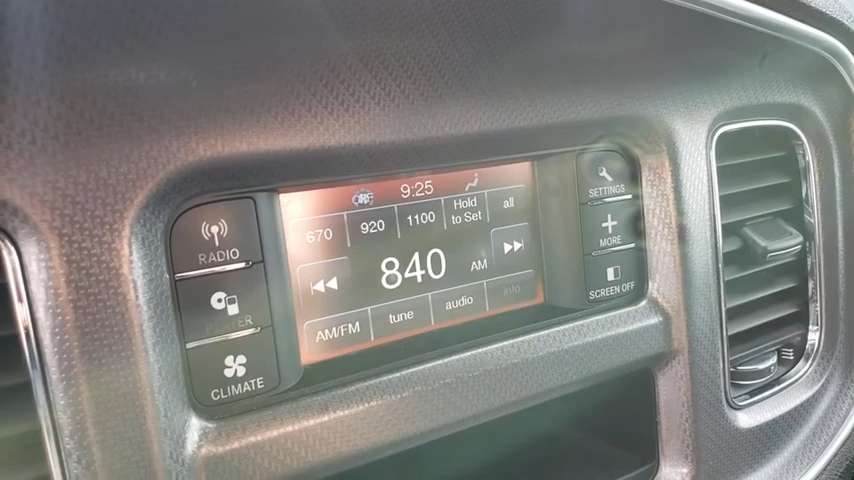 9:25
670 920 1100 Hold to Set all
840 AM
AM/FM tune audio info
RADIO
PLAYER
CLIMATE
SETTINGS
MORE
SCREEN OFF